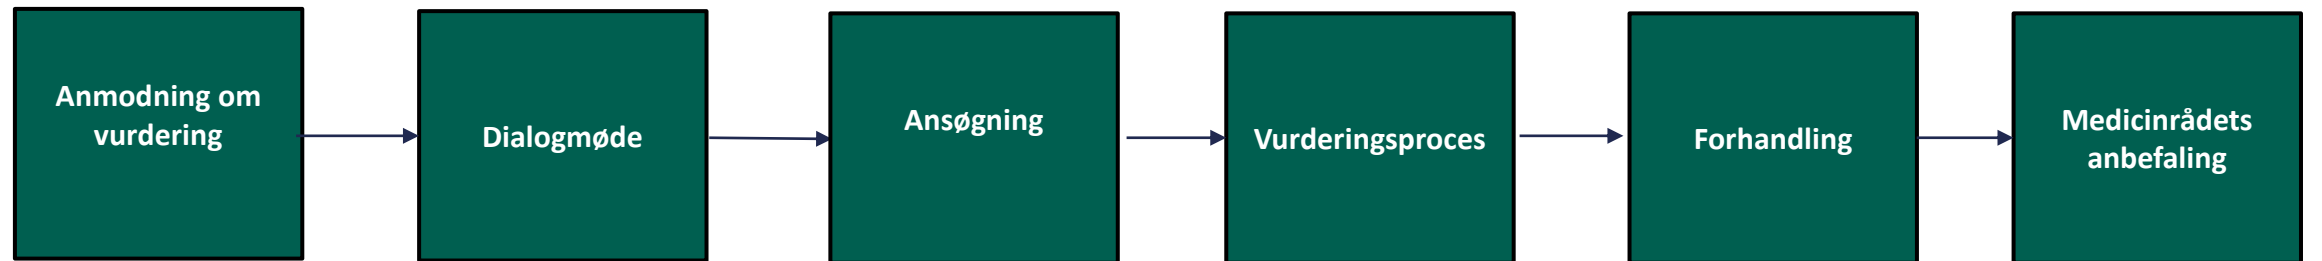 Anmodning om
vurdering
Dialogmøde
Ansøgning
Vurderingsproces
Forhandling
Medicinrådets
anbefaling